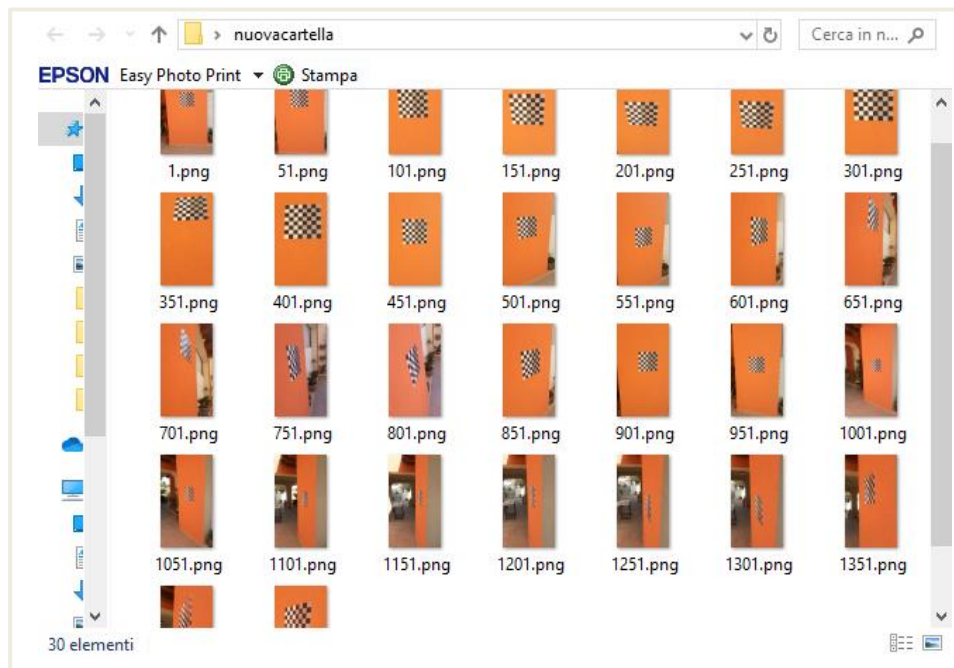 nuovacartella
Cerca in n...
EPSON Easy Photo Print Stampa
1.png 51.png 101.png 151.png 201.png 251.png 301.png
351.png 401.png 451.png 501.png 551.png 601.png 651.png
701.png 751.png 801.png 851.png 901.png 951.png 1001.png
1051.png 1101.png 1151.png 1201.png 1251.png 1301.png 1351.png
30 elementi